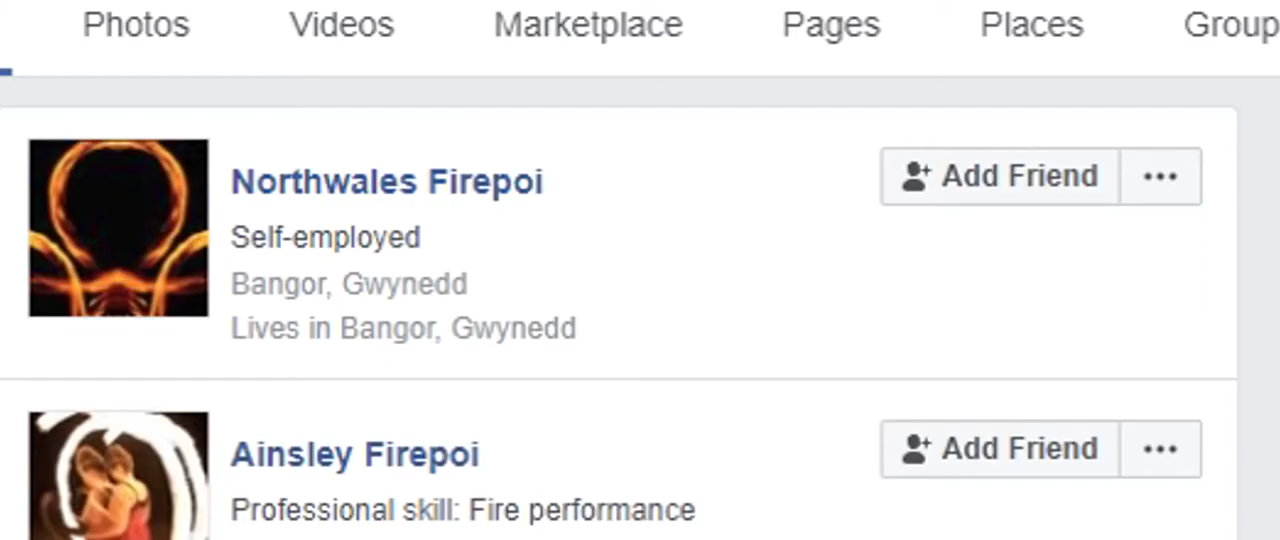 Photos Videos Marketplace Pages Places Group
Northwales Firepoi
Add Friend
Self-employed
Bangor, Gwynedd
Lives in Bangor, Gwynedd
Ainsley Firepoi
Add Friend
Professional skill: Fire performance